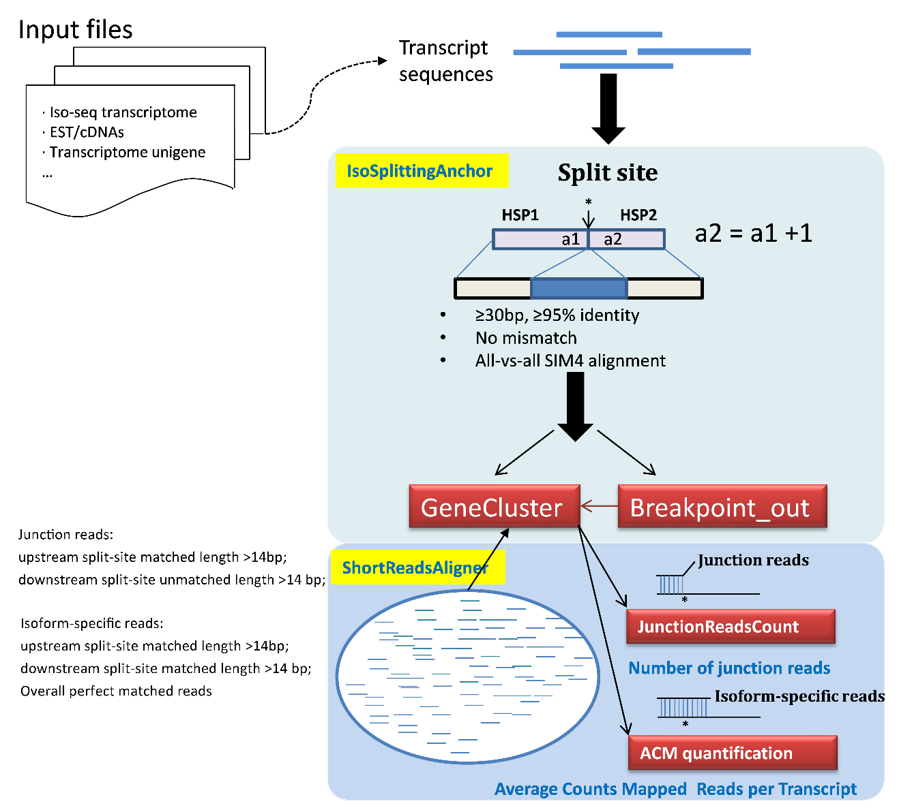 Input files
· Iso-seq transcriptome
· EST/cDNAs
· Transcriptome unigene
...
Transcript
sequences
IsoSplittingAnchor
Split site
*
HSP1
HSP2
a1
a2
a2 = a1 +1
• ≥30bp, ≥95% identity
• No mismatch
• All-vs-all SIM4 alignment
GeneCluster
Breakpoint_out
Junction reads:
upstream split-site matched length >14bp;
downstream split-site unmatched length >14 bp;
Isoform-specific reads:
upstream split-site matched length >14bp;
downstream split-site matched length >14 bp;
Overall perfect matched reads
ShortReadsAligner
Junction reads
*
JunctionReadsCount
Number of junction reads
Isoform-specific reads
*
ACM quantification
Average Counts Mapped Reads per Transcript